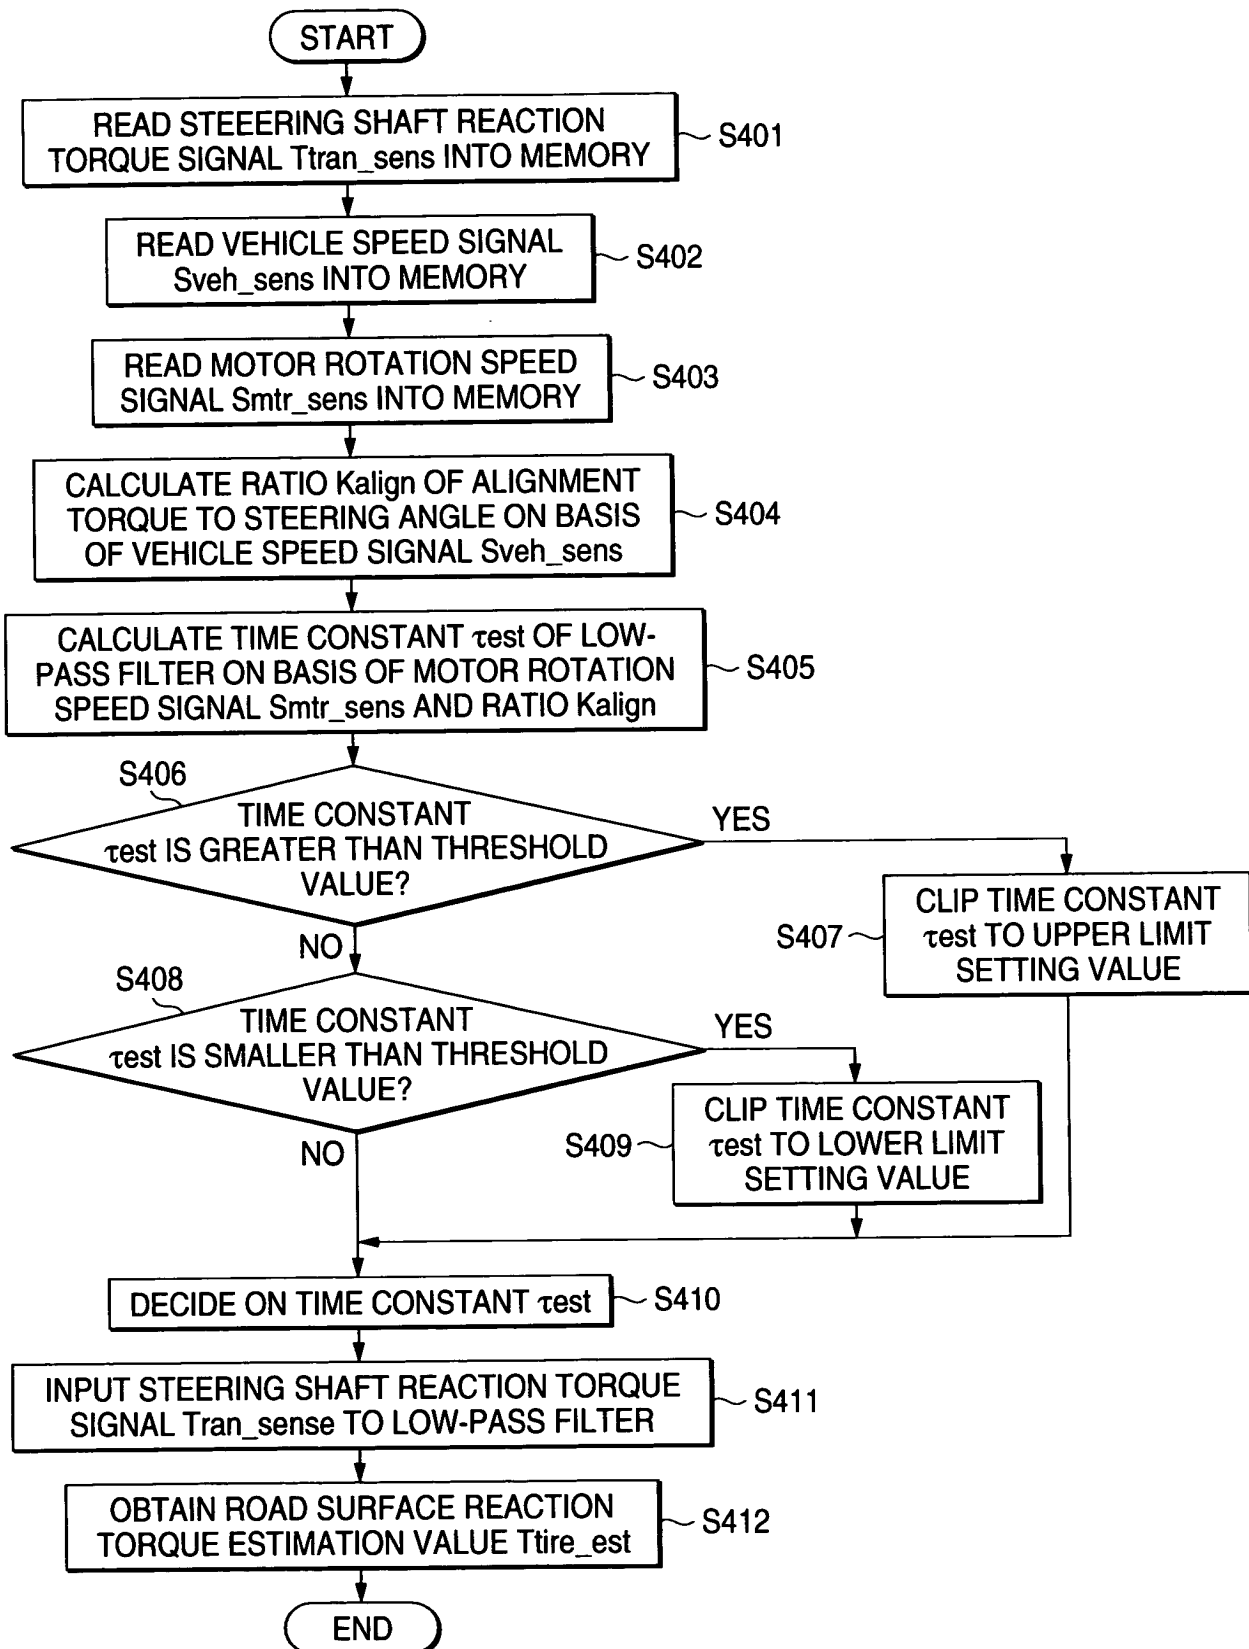 START
READ STEEERING SHAFT REACTION
TORQUE SIGNAL Ttran_sens INTO MEMORY
S401
READ VEHICLE SPEED SIGNAL
Sveh_sens INTO MEMORY
S402
READ MOTOR ROTATION SPEED
SIGNAL Smtr_sens INTO MEMORY
S403
CALCULATE RATIO Kalign OF ALIGNMENT
TORQUE TO STEERING ANGLE ON BASIS
OF VEHICLE SPEED SIGNAL Sveh_sens
S404
CALCULATE TIME CONSTANT τest OF LOW-
PASS FILTER ON BASIS OF MOTOR ROTATION
SPEED SIGNAL Smtr_sens AND RATIO Kalign
S405
S406
TIME CONSTANT
τest IS GREATER THAN THRESHOLD
VALUE?
YES
NO
CLIP TIME CONSTANT
τest TO UPPER LIMIT
SETTING VALUE
S407
S408
TIME CONSTANT
τest IS SMALLER THAN THRESHOLD
VALUE?
YES
NO
CLIP TIME CONSTANT
τest TO LOWER LIMIT
SETTING VALUE
S409
DECIDE ON TIME CONSTANT τest
S410
INPUT STEERING SHAFT REACTION TORQUE
SIGNAL Tran_sense TO LOW-PASS FILTER
S411
OBTAIN ROAD SURFACE REACTION
TORQUE ESTIMATION VALUE Ttire_est
S412
END